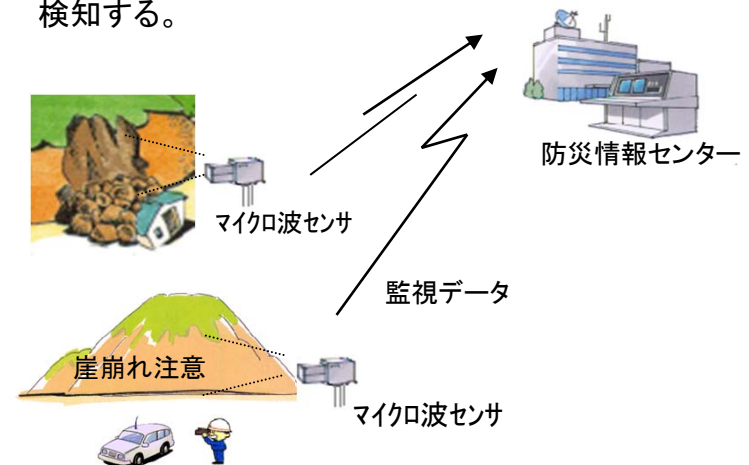 検知する。
防災情報センター
マイクロ波センサ
監視データ
崖崩れ注意
マイクロ波センサ